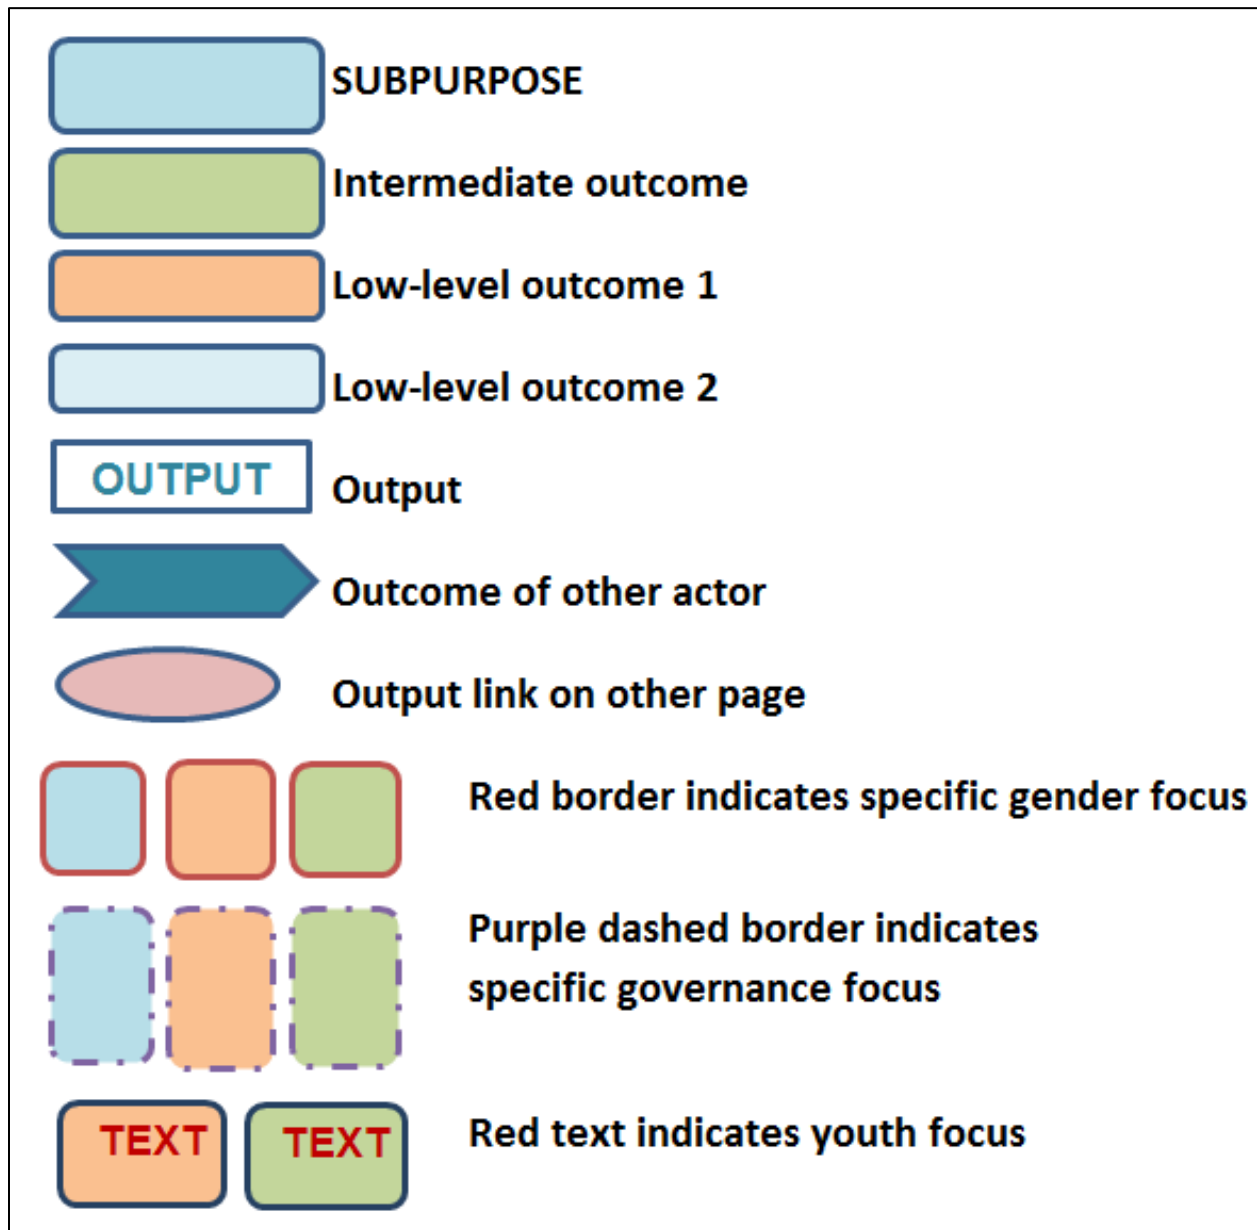 SUBPURPOSE
Intermediate outcome
Low-level outcome 1
Low-level outcome 2
OUTPUT
Output
Outcome of other actor
Output link on other page
Red border indicates specific gender focus
Purple dashed border indicates
specific governance focus
TEXT
TEXT
Red text indicates youth focus